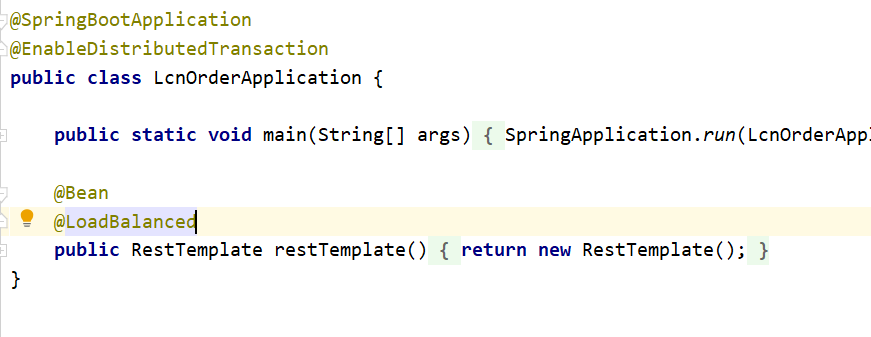 @SpringBootApplication
@EnableDistributedTransaction
public class LcnOrderApplication {
public static void main(String[] args) { SpringApplication.run(LcnOrderAppl
@Bean
@LoadBalanced
public RestTemplate restTemplate() { return new RestTemplate(); }
}